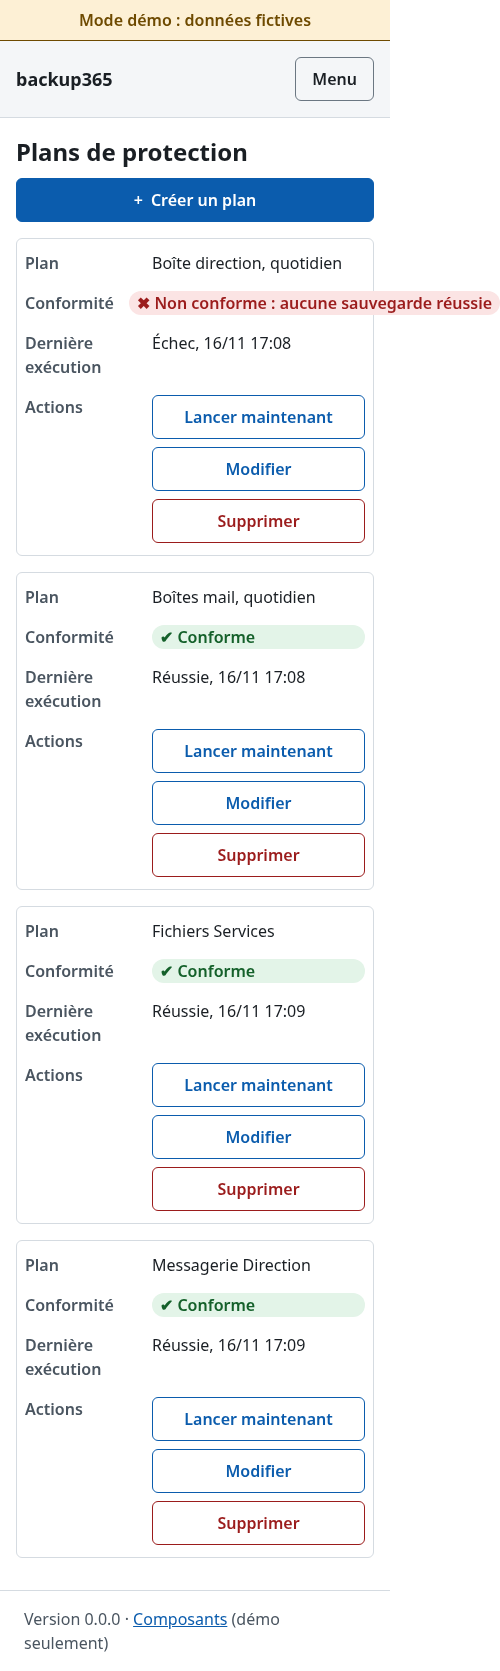 Mode démo : données fictives
backup365
Menu
Plans de protection
+ Créer un plan
Plan Boîte direction, quotidien
Conformité ✖ Non conforme : aucune sauvegarde réussie
Dernière exécution Échec, 16/11 17:08
Actions Lancer maintenant
Modifier
Supprimer
Plan Boîtes mail, quotidien
Conformité ✔ Conforme
Dernière exécution Réussie, 16/11 17:08
Actions Lancer maintenant
Modifier
Supprimer
Plan Fichiers Services
Conformité ✔ Conforme
Dernière exécution Réussie, 16/11 17:09
Actions Lancer maintenant
Modifier
Supprimer
Plan Messagerie Direction
Conformité ✔ Conforme
Dernière exécution Réussie, 16/11 17:09
Actions Lancer maintenant
Modifier
Supprimer
Version 0.0.0 · Composants (démo
seulement)